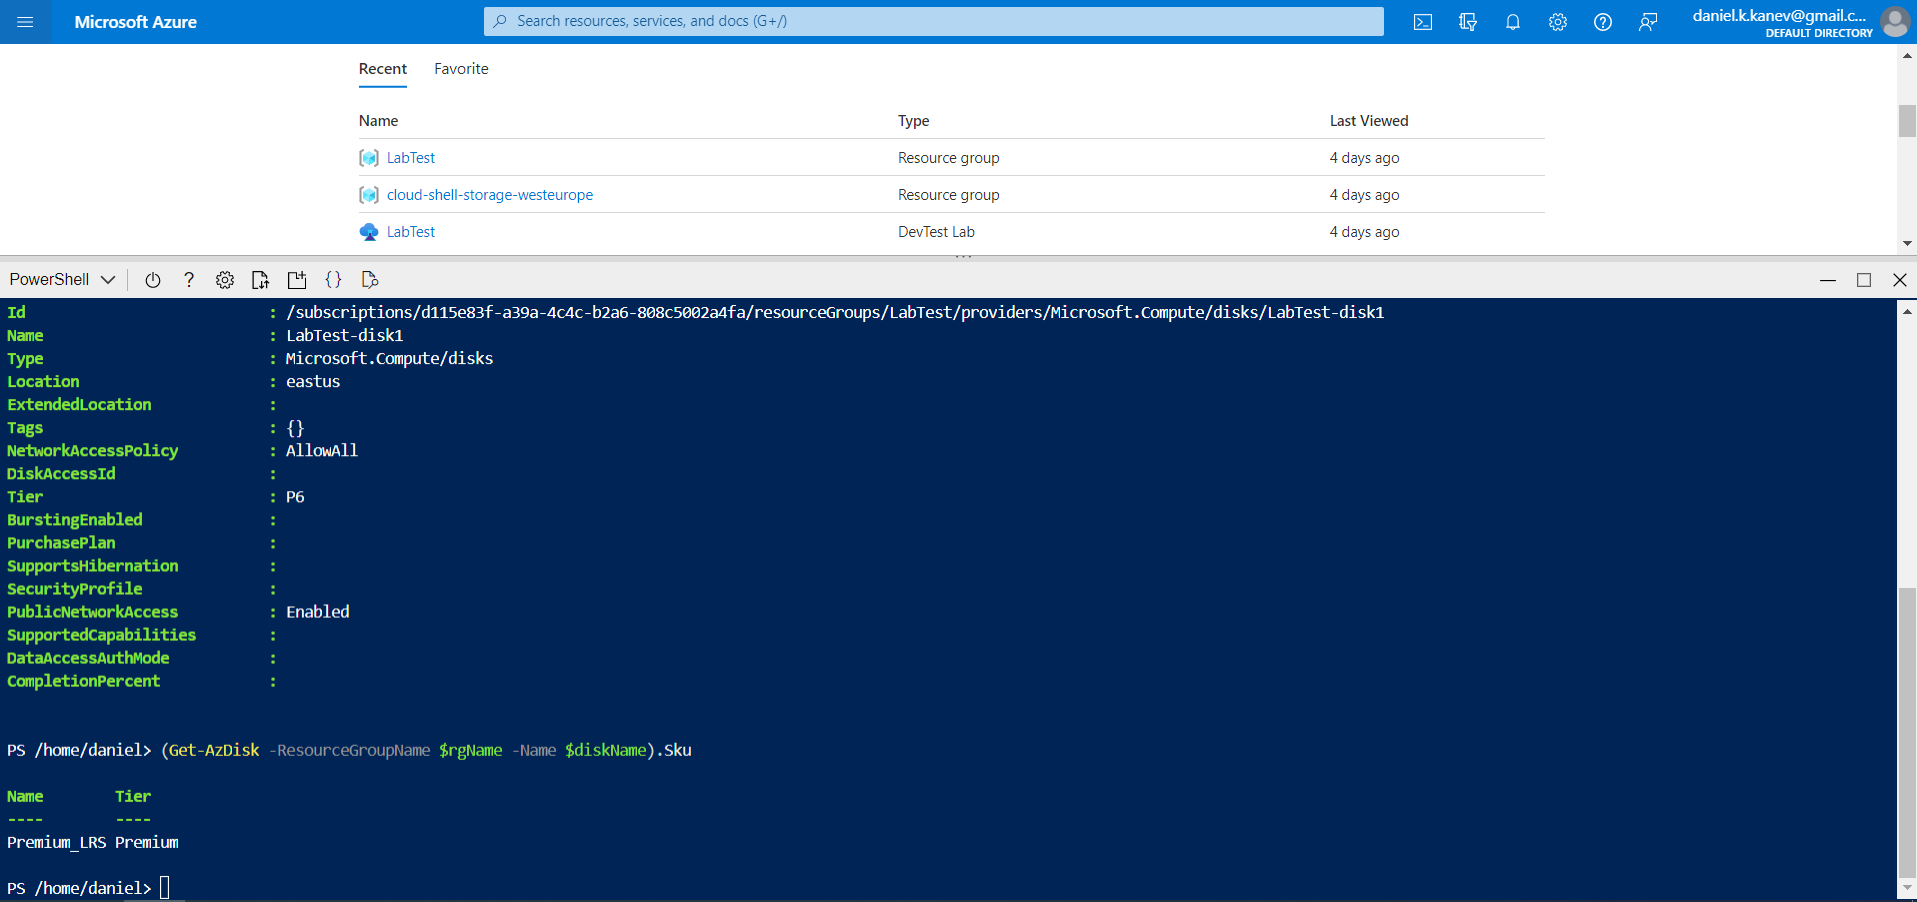 Microsoft Azure
Search resources, services, and docs (G+/)
daniel.k.kanev@gmail.c...
DEFAULT DIRECTORY
Recent Favorite
Name Type Last Viewed
LabTest Resource group 4 days ago
cloud-shell-storage-westeurope Resource group 4 days ago
LabTest DevTest Lab 4 days ago
PowerShell ? {}
Id : /subscriptions/d115e83f-a39a-4c4c-b2a6-808c5002a4fa/resourceGroups/LabTest/providers/Microsoft.Compute/disks/LabTest-disk1
Name : LabTest-disk1
Type : Microsoft.Compute/disks
Location : eastus
ExtendedLocation :
Tags : {}
NetworkAccessPolicy : AllowAll
DiskAccessId :
Tier : P6
BurstingEnabled :
PurchasePlan :
SupportsHibernation :
SecurityProfile :
PublicNetworkAccess : Enabled
SupportedCapabilities :
DataAccessAuthMode :
CompletionPercent :
PS /home/daniel> (Get-AzDisk -ResourceGroupName $rgName -Name $diskName).Sku
Name Tier
---- ----
Premium_LRS Premium
PS /home/daniel>